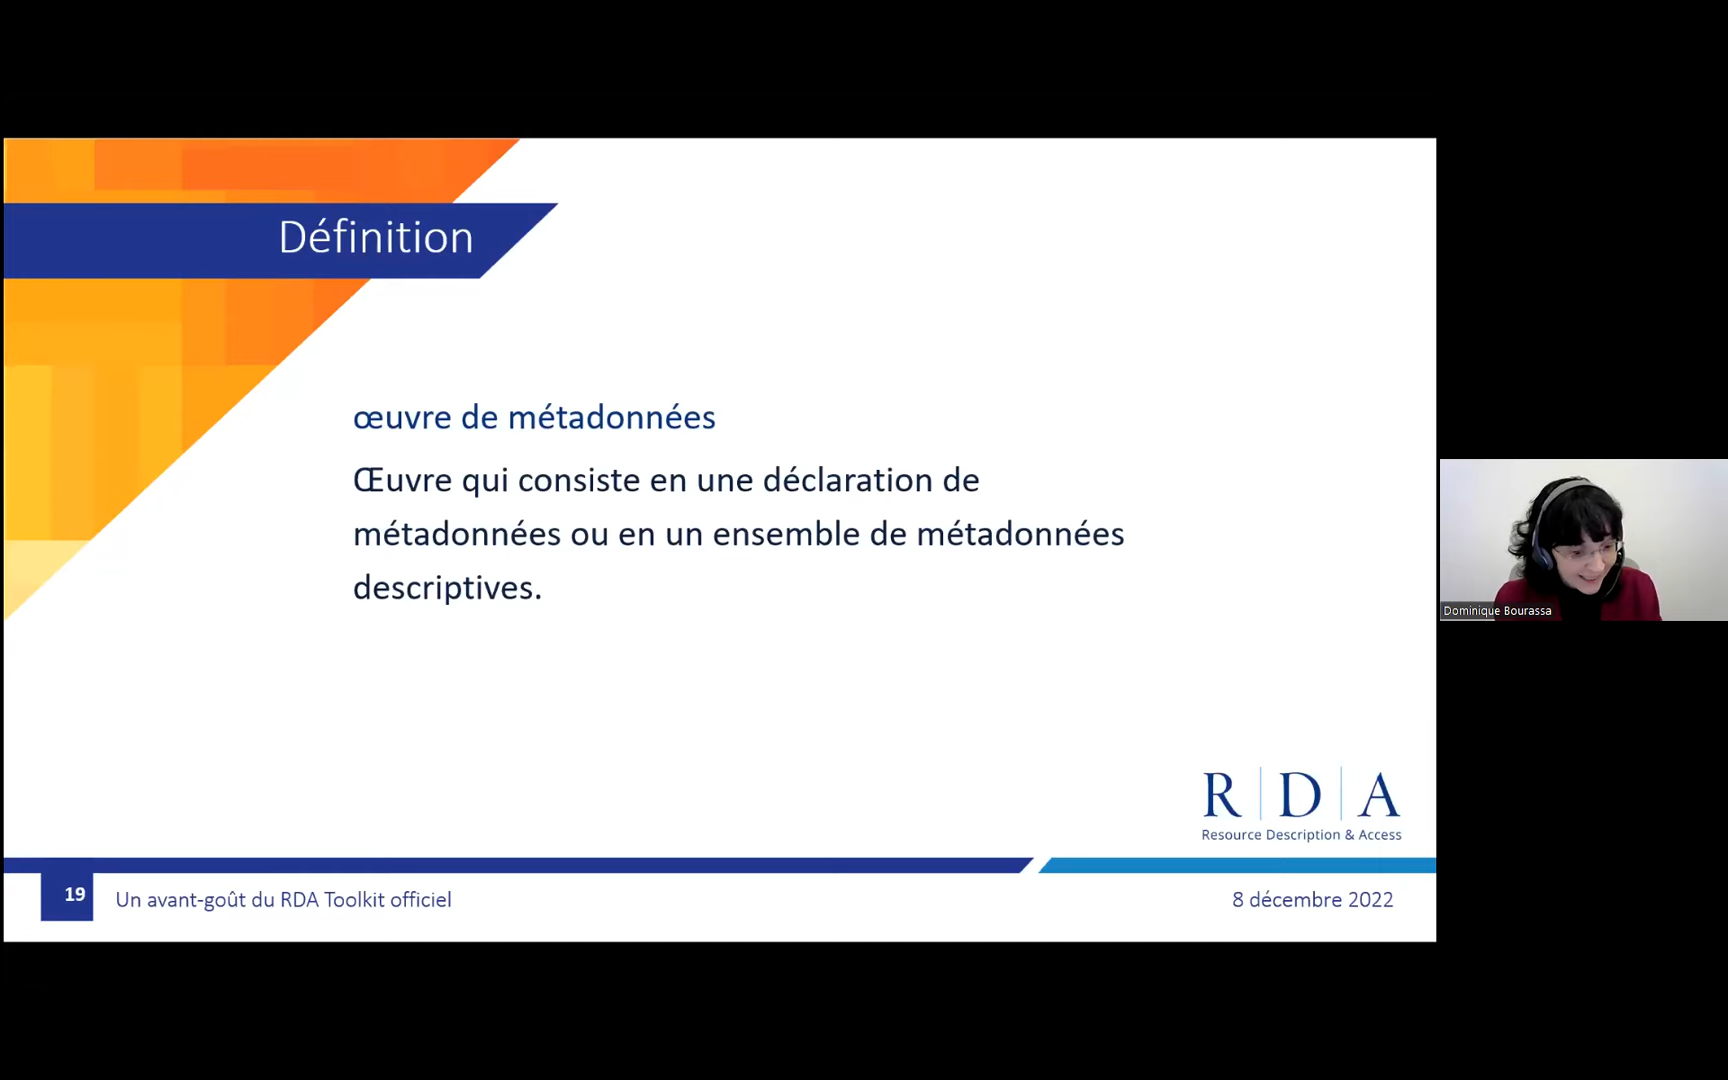 Définition
œuvre de métadonnées
Œuvre qui consiste en une déclaration de
métadonnées ou en un ensemble de métadonnées
descriptives.
R | D | A
Resource Description & Access
19
Un avant-goût du RDA Toolkit officiel
8 décembre 2022
Dominique Bourassa